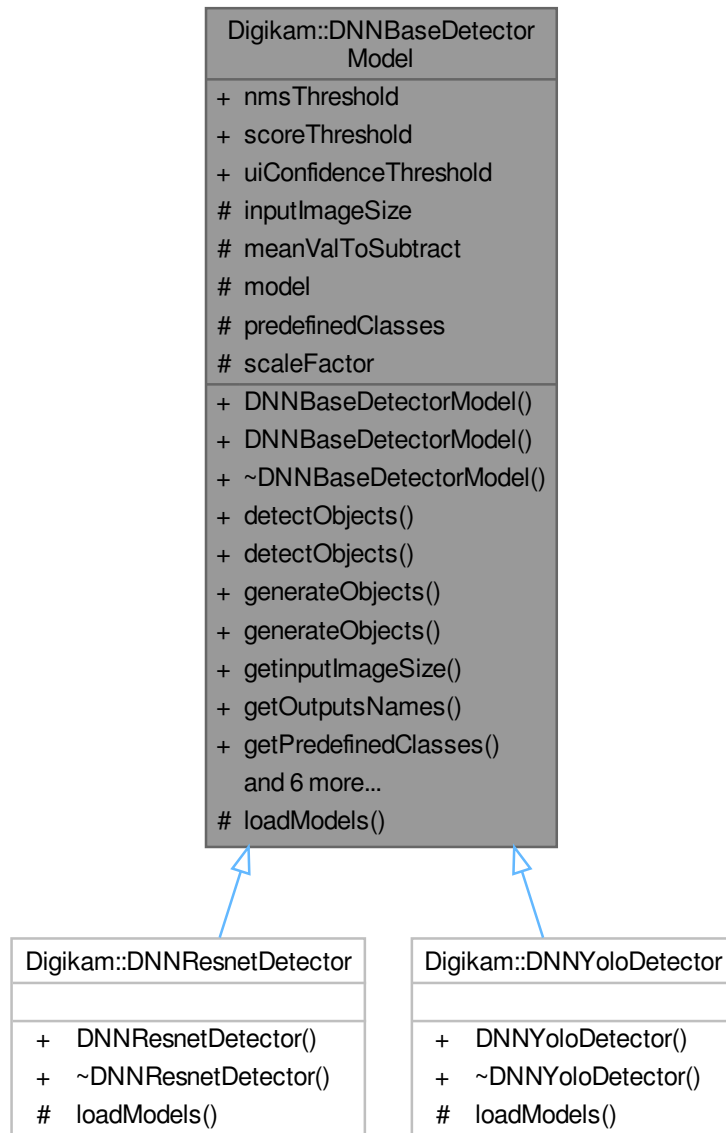 Digikam::DNNBaseDetector
Model
+ nmsThreshold
+ scoreThreshold
+ uiConfidenceThreshold
# inputImageSize
# meanValToSubtract
# model
# predefinedClasses
# scaleFactor
+ DNNBaseDetectorModel()
+ DNNBaseDetectorModel()
+ ~DNNBaseDetectorModel()
+ detectObjects()
+ detectObjects()
+ generateObjects()
+ generateObjects()
+ getinputImageSize()
+ getOutputsNames()
+ getPredefinedClasses()
and 6 more...
# loadModels()
Digikam::DNNResnetDetector
+ DNNResnetDetector()
+ ~DNNResnetDetector()
# loadModels()
Digikam::DNNYoloDetector
+ DNNYoloDetector()
+ ~DNNYoloDetector()
# loadModels()